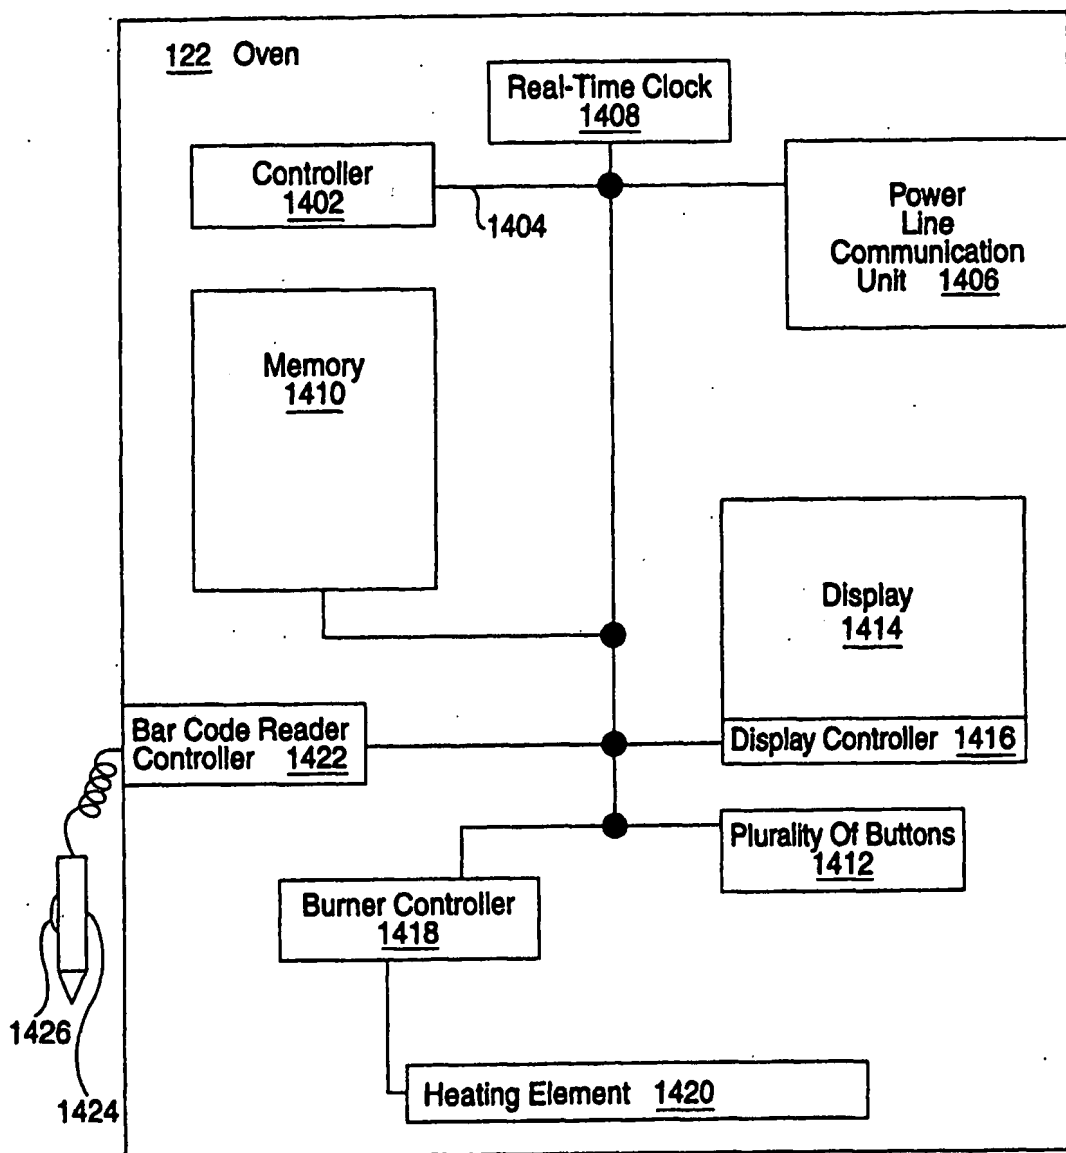 122 Oven
Real-Time Clock
1408
Controller
1402
1404
Power
Line
Communication
Unit 1406
Memory
1410
Display
1414
Bar Code Reader
Controller 1422
Display Controller 1416
Plurality Of Buttons
1412
Burner Controller
1418
1426
1424
Heating Element 1420